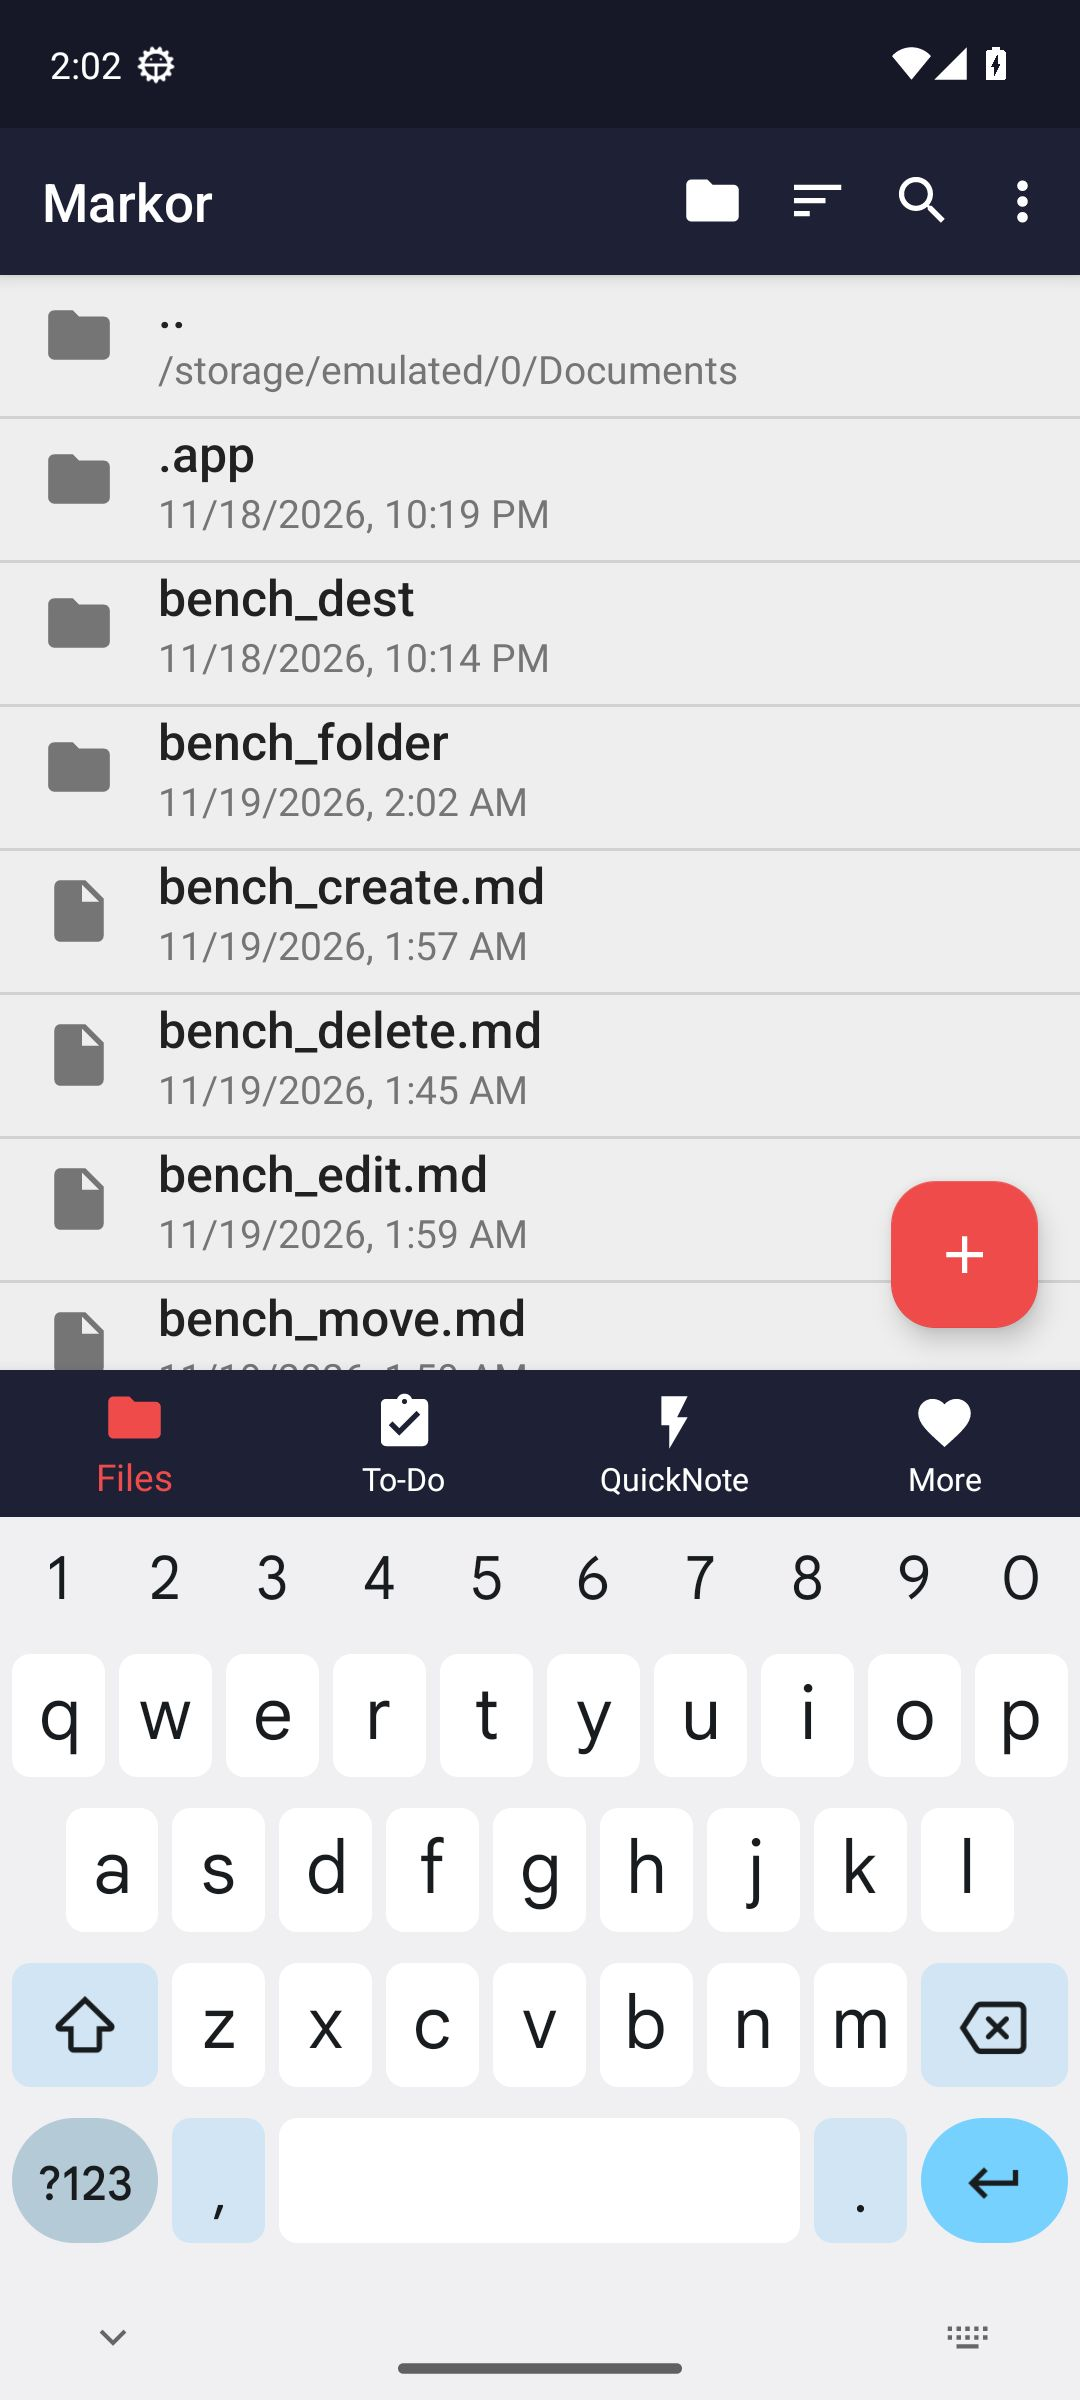 2:02
Markor
..
/storage/emulated/0/Documents
.app
11/18/2026, 10:19 PM
bench_dest
11/18/2026, 10:14 PM
bench_folder
11/19/2026, 2:02 AM
bench_create.md
11/19/2026, 1:57 AM
bench_delete.md
11/19/2026, 1:45 AM
bench_edit.md
11/19/2026, 1:59 AM
bench_move.md
Files To-Do QuickNote More
1 2 3 4 5 6 7 8 9 0
q w e r t y u i o p
a s d f g h j k l
z x c v b n m
?123 , .